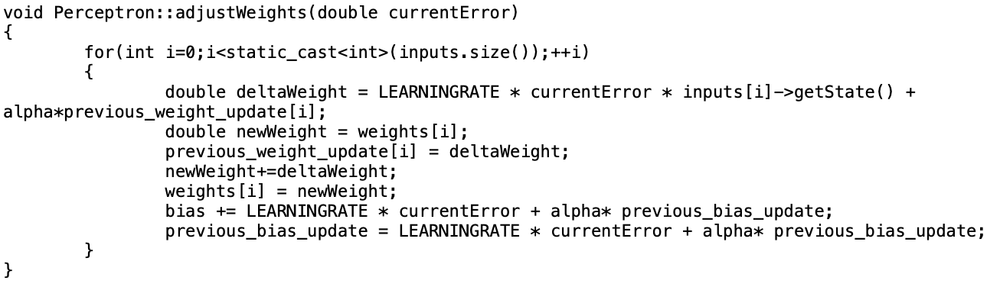 void Perceptron::adjustWeights(double currentError)
{
        for(int i=0;i<static_cast<int>(inputs.size());++i)
        {
                double deltaWeight = LEARNINGRATE * currentError * inputs[i]->getState() +
alpha*previous_weight_update[i];
                double newWeight = weights[i];
                previous_weight_update[i] = deltaWeight;
                newWeight+=deltaWeight;
                weights[i] = newWeight;
                bias += LEARNINGRATE * currentError + alpha* previous_bias_update;
                previous_bias_update = LEARNINGRATE * currentError + alpha* previous_bias_update;
        }
}